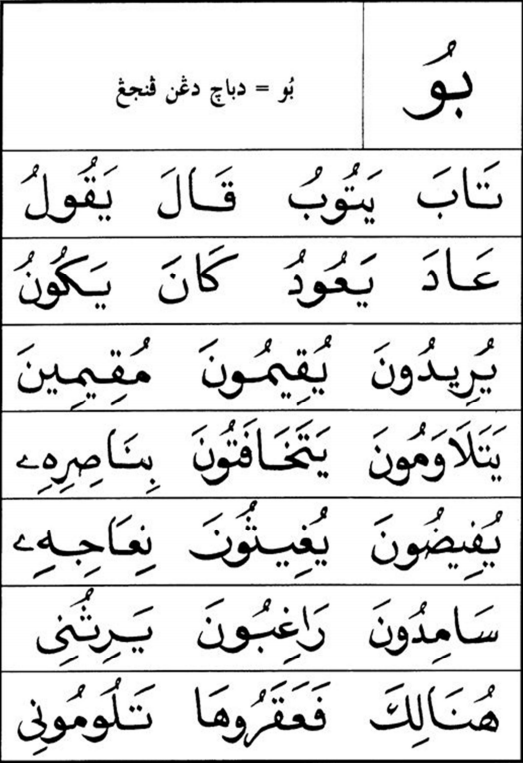 بُو
بُو = دباچ دڠن ڤنجڠ
تَابَ يَتُوبُ قَالَ يَقُولُ
عَادَ يَعُودُ كَانَ يَكُونُ
يُرِيدُونَ يُقِيمُونَ مُقِيمِينَ
يَتَلَاوَمُونَ يَتَخَافَتُونَ بِنَاصِرِهِے
يُفِيضُونَ يُغِيثُونَ نِعَاجِهِے
سَامِدُونَ رَاغِبُونَ يَرِثُنِى
هُنَالِكَ فَعَقَرُوهَا تَلُومُونِى